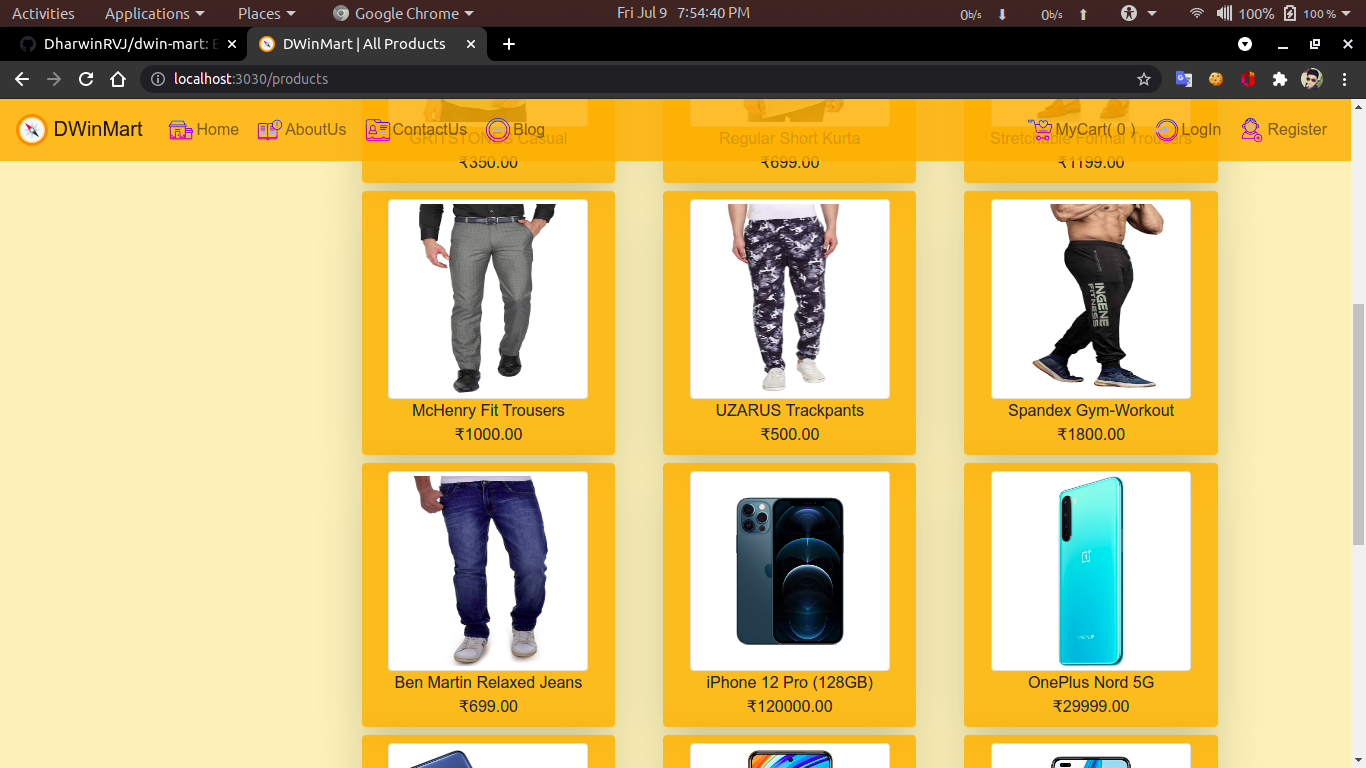 Activities Applications Places Google Chrome Fri Jul 9 7:54:40 PM 0b/s 0b/s 100% 100 %
DharwinRVJ/dwin-mart: E DWinMart | All Products
localhost:3030/products
DWinMart Home AboutUs ContactUs Blog MyCart( 0 ) LogIn Register
GRITSTONES Casual Regular Short Kurta Stretchable Formal Trousers
₹350.00 ₹699.00 ₹1199.00
INGENE
FITNESS
McHenry Fit Trousers UZARUS Trackpants Spandex Gym-Workout
₹1000.00 ₹500.00 ₹1800.00
Ben Martin Relaxed Jeans iPhone 12 Pro (128GB) OnePlus Nord 5G
₹699.00 ₹120000.00 ₹29999.00